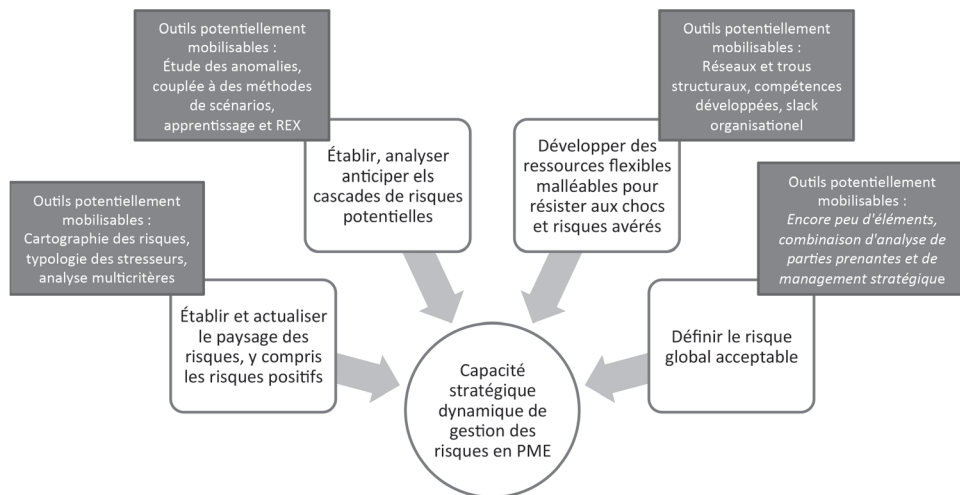 Outils potentiellement
mobilisables :
Étude des anomalies,
couplée à des méthodes
de scénarios,
apprentissage et REX
Établir, analyser
anticiper els
cascades de risques
potentielles
Outils potentiellement
mobilisables :
Réseaux et trous
structuraux, compétences
développées, slack
organisationel
Développer des
ressources flexibles
malléables pour
résister aux chocs
et risques avérés
Outils potentiellement
mobilisables :
Cartographie des risques,
typologie des stresseurs,
analyse multicritères
Établir et actualiser
le paysage des
risques, y compris
les risques positifs
Outils potentiellement
mobilisables :
Encore peu d'éléments,
combinaison d'analyse de
parties prenantes et de
management stratégique
Définir le risque
global acceptable
Capacité
stratégique
dynamique de
gestion des
risques en PME